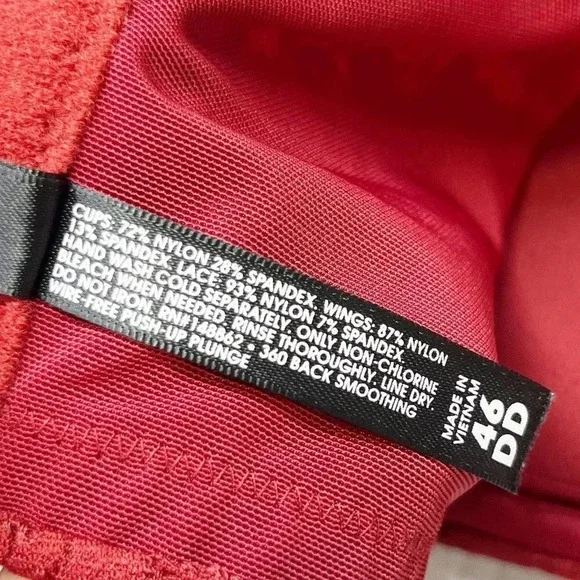 CUPS: 72% NYLON 28% SPANDEX. WINGS: 87% NYLON
13% SPANDEX. LACE: 93% NYLON 7% SPANDEX.
HAND WASH COLD SEPARATELY. ONLY NON-CHLORINE
BLEACH WHEN NEEDED. RINSE THOROUGHLY. LINE DRY.
DO NOT IRON. RN# 148862 - 360 BACK SMOOTHING
WIRE-FREE PUSH-UP PLUNGE
MADE IN
VIETNAM
46
DD